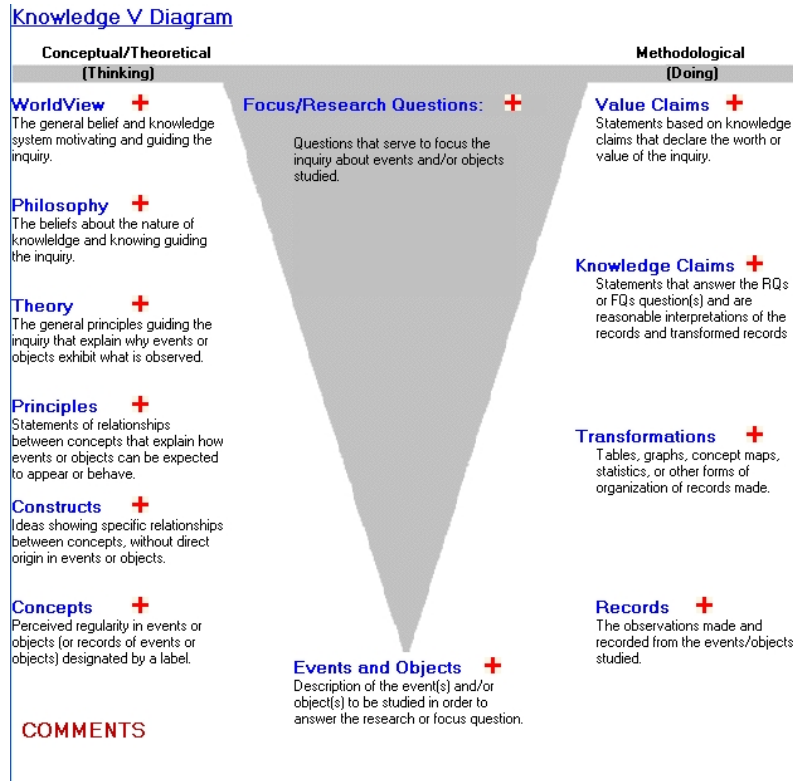 Knowledge V Diagram
Conceptual/Theoretical
(Thinking)
Methodological
(Doing)
WorldView
The general belief and knowledge
system motivating and guiding the
inquiry.
Philosophy
The beliefs about the nature of
knowleldge and knowing guiding
the inquiry.
Theory
The general principles guiding the
inquiry that explain why events or
objects exhibit what is observed.
Principles
Statements of relationships
between concepts that explain how
events or objects can be expected
to appear or behave.
Constructs
Ideas showing specific relationships
between concepts, without direct
origin in events or objects.
Concepts
Perceived regularity in events or
objects (or records of events or
objects) designated by a label.
Focus/Research Questions:
Questions that serve to focus the
inquiry about events and/or objects
studied.
Events and Objects
Description of the event(s) and/or
object(s) to be studied in order to
answer the research or focus question.
Value Claims
Statements based on knowledge
claims that declare the worth or
value of the inquiry.
Knowledge Claims
Statements that answer the RQs
or FQs question(s) and are
reasonable interpretations of the
records and transformed records
Transformations
Tables, graphs, concept maps,
statistics, or other forms of
organization of records made.
Records
The observations made and
recorded from the events/objects
studied.
COMMENTS